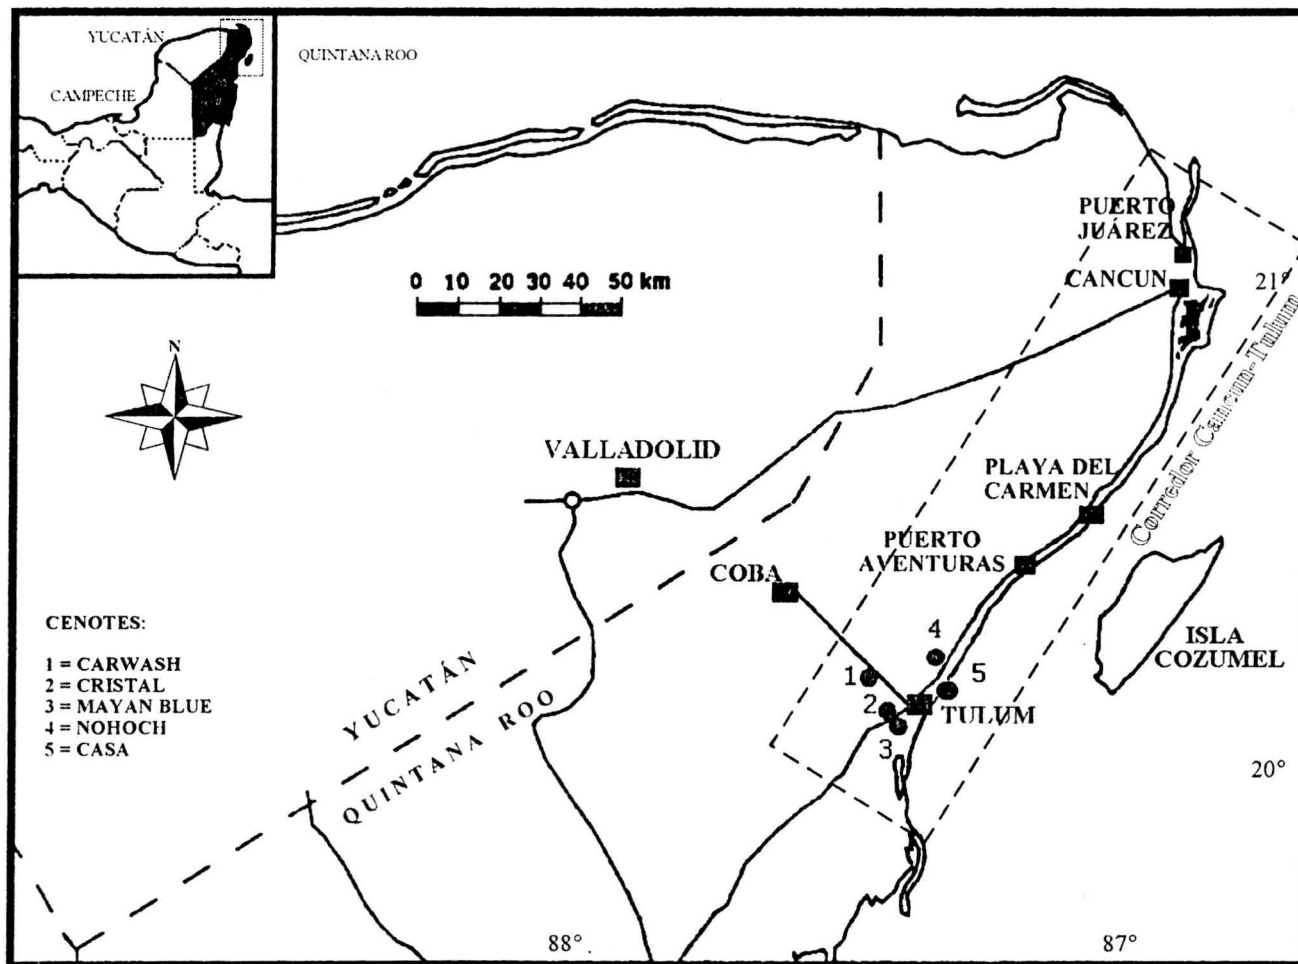 YUCATÁN
QUINTANA ROO
CAMPECHE
PUERTO
JUÁREZ
CANCUN
21°
0 10 20 30 40 50 km
N
Corredor Cancun-Tulum
VALLADOLID
PLAYA DEL
CARMEN
PUERTO
AVENTURAS
COBA
ISLA
COZUMEL
CENOTES:
1 = CARWASH
2 = CRISTAL
3 = MAYAN BLUE
4 = NOHOCH
5 = CASA
4
1
5
2
TULUM
3
YUCATÁN
QUINTANA ROO
20°
88°
87°